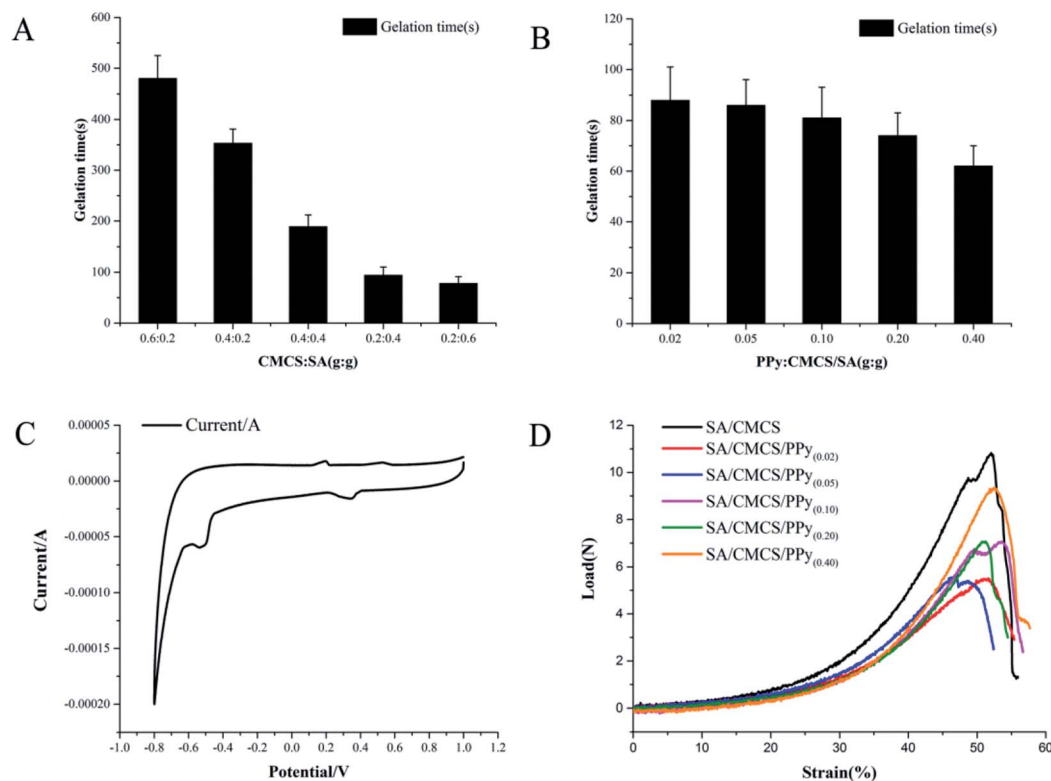 A
Gelation time(s)
600
500
400
300
200
100
0
Gelation time(s)
0.6:0.2 0.4:0.2 0.4:0.4 0.2:0.4 0.2:0.6
CMCS:SA(g:g)
B
Gelation time(s)
120
100
80
60
40
20
0
Gelation time(s)
0.02 0.05 0.10 0.20 0.40
PPy:CMCS/SA(g:g)
C
Current/A
0.00005
0.00000
-0.00005
-0.00010
-0.00015
-0.00020
Current/A
-1.0 -0.8 -0.6 -0.4 -0.2 0.0 0.2 0.4 0.6 0.8 1.0 1.2
Potential/V
D
SA/CMCS
SA/CMCS/PPy(0.02)
SA/CMCS/PPy(0.05)
SA/CMCS/PPy(0.10)
SA/CMCS/PPy(0.20)
SA/CMCS/PPy(0.40)
12
10
8
6
4
2
0
Load(N)
0 10 20 30 40 50 60
Strain(%)